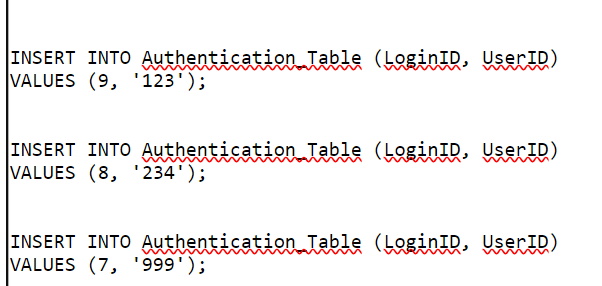 INSERT INTO Authentication_Table (LoginID, UserID)
VALUES (9, '123');
INSERT INTO Authentication_Table (LoginID, UserID)
VALUES (8, '234');
INSERT INTO Authentication_Table (LoginID, UserID)
VALUES (7, '999');